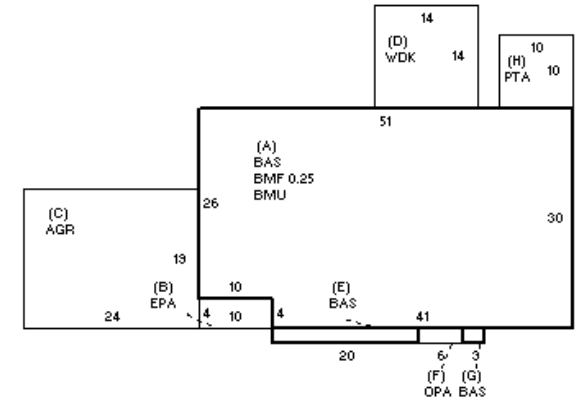 14
(D)
WDK
14
10
(H)
PTA
10
51
(A)
BAS
BMF 0.25
BMU
(C)
AGR
26
30
19
(B)
EPA
10
(E)
BAS
24
4
10
4
41
20
6
3
(F)
OPA
(G)
BAS